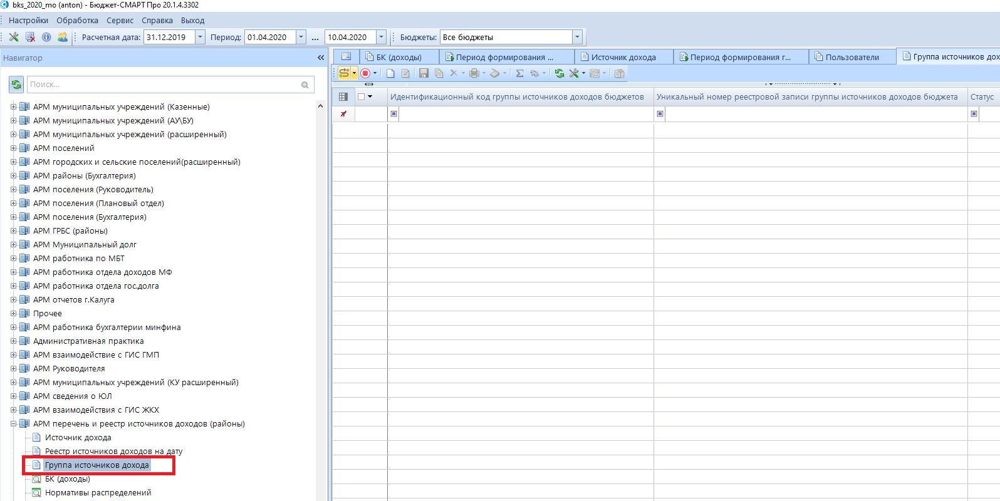 bks_2020_mo (anton) - Бюджет-СМАРТ Про 20.1.4.3302
Настройки Обработка Сервис Справка Выход
Расчетная дата: 31.12.2019 Период: 01.04.2020 ... 10.04.2020 Бюджеты: Все бюджеты
Навигатор
Поиск...
АРМ муниципальных учреждений (Казенные)
АРМ муниципальных учреждений (АУ\БУ)
АРМ муниципальных учреждений (расширенный)
АРМ поселений
АРМ городских и сельские поселений(расширенный)
АРМ районы (Бухгалтерия)
АРМ поселения (Руководитель)
АРМ поселения (Плановый отдел)
АРМ поселения (Бухгалтерия)
АРМ ГРБС (районы)
АРМ Муниципальный долг
АРМ работника по МБТ
АРМ работника отдела доходов МФ
АРМ работника отдела гос.долга
АРМ отчетов г.Калуга
Прочее
АРМ работника бухгалтерии минфина
Административная практика
АРМ взаимодействие с ГИС ГМП
АРМ Руководителя
АРМ муниципальных учреждений (КУ расширенный)
АРМ сведения о ЮЛ
АРМ взаимодействия с ГИС ЖКХ
АРМ перечень и реестр источников доходов (районы)
Источник дохода
Реестр источников доходов на дату
Группа источников дохода
БК (доходы)
Нормативы распределений
БК (доходы) Период формирования ... Источник дохода Период формирования г... Пользователи Группа источников дох
Идентификационный код группы источников доходов бюджетов Уникальный номер реестровой записи группы источников доходов бюджета Статус